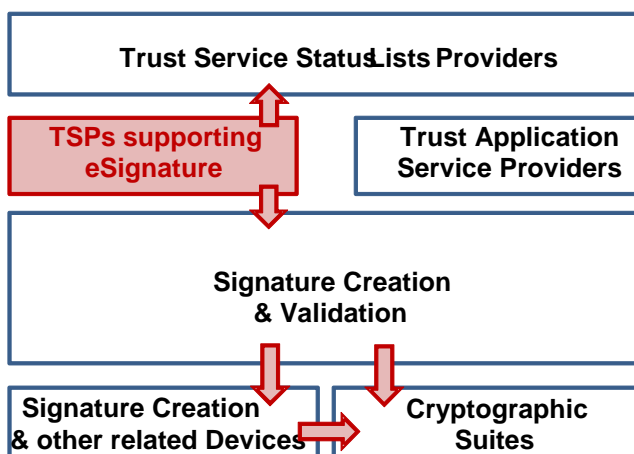 Trust Service Status Lists Providers
TSPs supporting
eSignature
Trust Application
Service Providers
Signature Creation
& Validation
Signature Creation
& other related Devices
Cryptographic
Suites